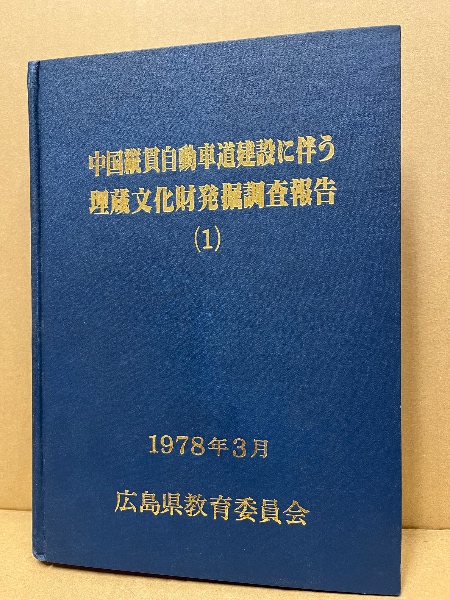 中国縦貫自動車道建設に伴う
埋蔵文化財発掘調査報告
(1)
1978年3月
広島県教育委員会